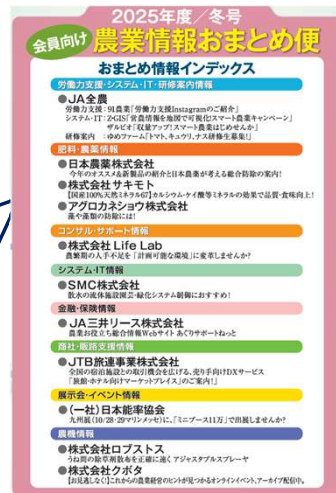 2025年度／冬号
会員向け 農業情報おまとめ便
おまとめ情報インデックス
労働力支援・システム・IT・研修案内情報
●JA全農
労働力支援：91農業「労働力支援Instagramのご紹介」
システム・IT：Z-GIS「営農情報を地図で可視化！スマート農業キャンペーン」
ザルビオ「収量アップ！スマート農業はじめませんか」
研修案内：ゆめファーム「トマト、キュウリ、ナス研修生募集！」
肥料・農薬情報
●日本農薬株式会社
今年のオススメ&新製品の紹介と日本農薬が考える総合防除の案内！
●株式会社サキモト
【国産100%天然ミネラル67】カルシウム・ケイ酸等ミネラルの効果で品質・食味向上！
●アグロカネショウ株式会社
藻や藻類の防除には！
コンサル・サポート情報
●株式会社 Life Lab
農繁期の人手不足を「計画可能な環境」に変革しませんか？
システム・IT情報
●SMC株式会社
散水の流体施設園芸・緑化システム制御におすすめ！
金融・保険情報
●JA三井リース株式会社
農業お役立ち総合情報Webサイト あぐりサポートねっと
商社・販路支援情報
●JTB旅連事業株式会社
全国の宿泊施設との取引機会を広げる、売り手向けDXサービス
「旅館・ホテル向けマーケットプレイス」のご案内！」
展示会・イベント情報
●(一社)日本能率協会
九州展(10/28・29マリンメッセ)に、「ミニブース11万」で出展しませんか？
農機情報
●株式会社ロブストス
うね間の除草剤散布を正確に速く アジャスタブルスプレーヤ
●株式会社クボタ
【お見逃しなく！】これからの農業経営のヒントが見つかるオンラインイベント、アーカイブ配信中。